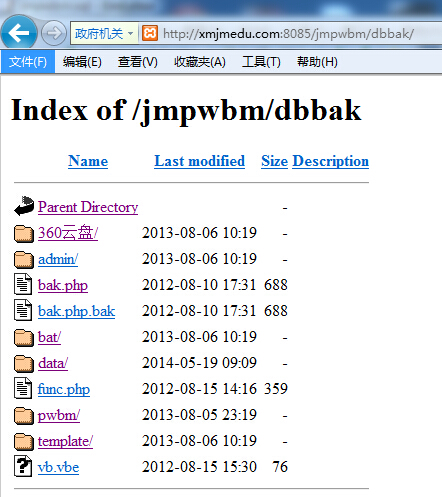 政府机关 http://xmjmedu.com:8085/jmpwbm/dbbak/
文件(F) 编辑(E) 查看(V) 收藏夹(A) 工具(T) 帮助(H)
Index of /jmpwbm/dbbak
Name Last modified Size Description
Parent Directory -
360云盘/ 2013-08-06 10:19 -
admin/ 2013-08-06 10:19 -
bak.php 2012-08-10 17:31 688
bak.php.bak 2012-08-10 17:31 688
bat/ 2013-08-06 10:19 -
data/ 2014-05-19 09:09 -
func.php 2012-08-15 14:16 359
pwbm/ 2013-08-05 23:19 -
template/ 2013-08-06 10:19 -
vb.vbe 2012-08-15 15:30 76